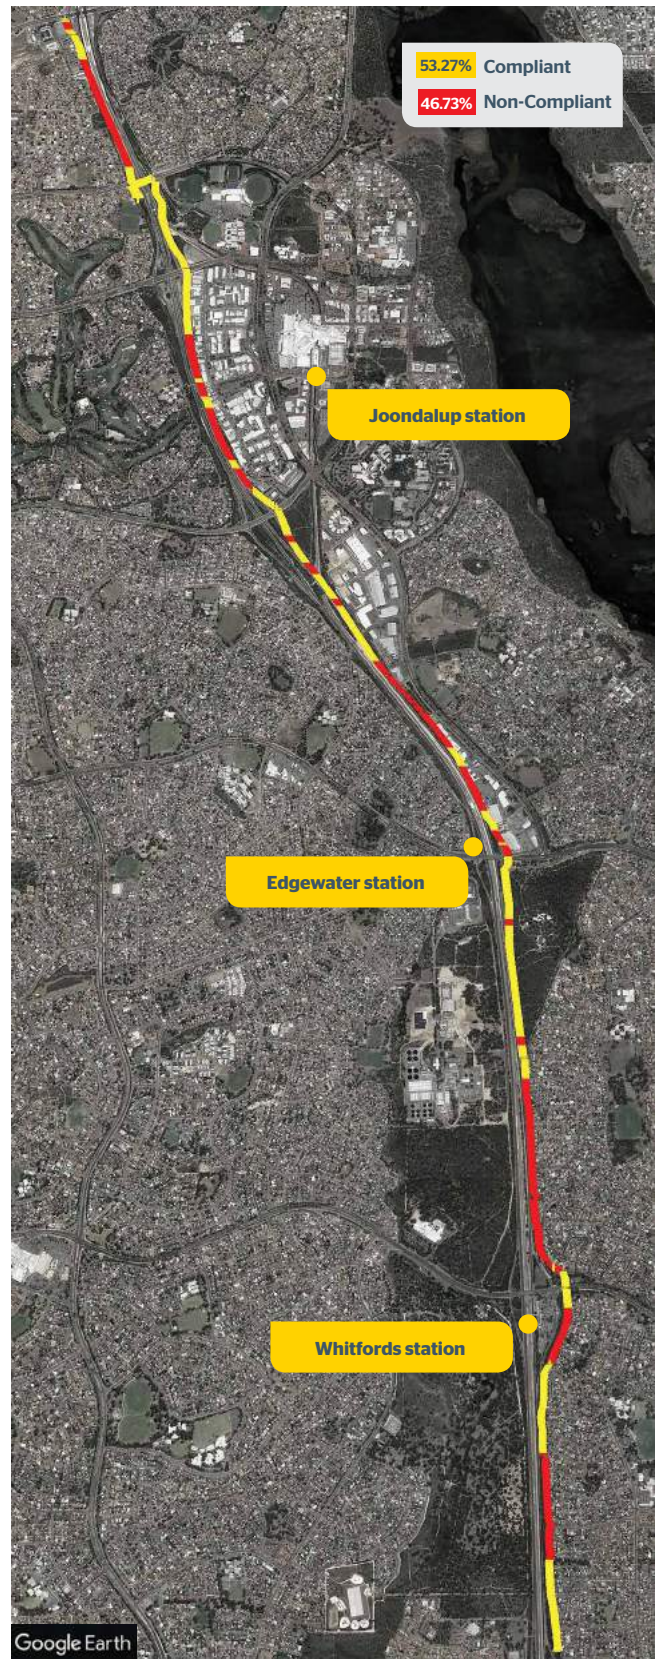 53.27% Compliant
46.73% Non-Compliant
Joondalup station
Edgewater station
Whitfords station
Google Earth